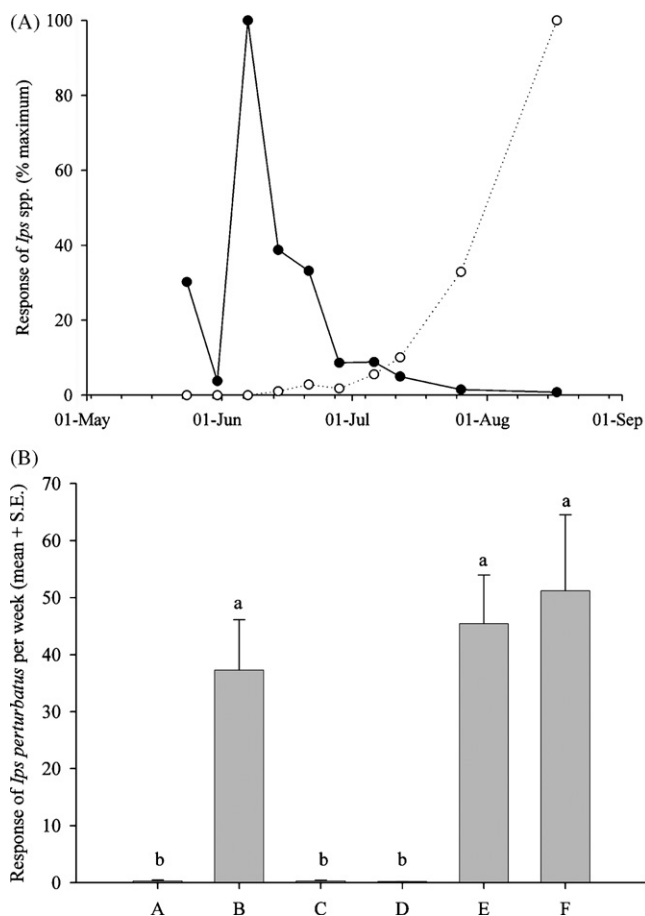 (A)
Response of Ips spp. (% maximum)
100
80
60
40
20
0
01-May 01-Jun 01-Jul 01-Aug 01-Sep
(B)
Response of Ips perturbatus per week (mean + S.E.)
70
60
50
40
30
20
10
0
b a b b a a
A B C D E F